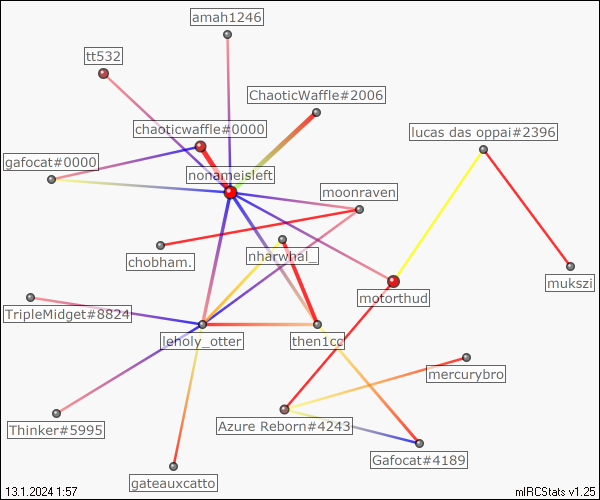 amah1246
tt532
ChaoticWaffle#2006
chaoticwaffle#0000
lucas das oppai#2396
gafocat#0000
nonameisleft
moonraven
nharwhal_
chobham.
mukszi
moforthud
TripleMidget#8824
leholy_otter
then1cc
mercurybro
Thinker#5995
Azure Reborn#4243
Gafocat#4189
gateauxcatto
13.1.2024 1:57
mIRCStats v1.25